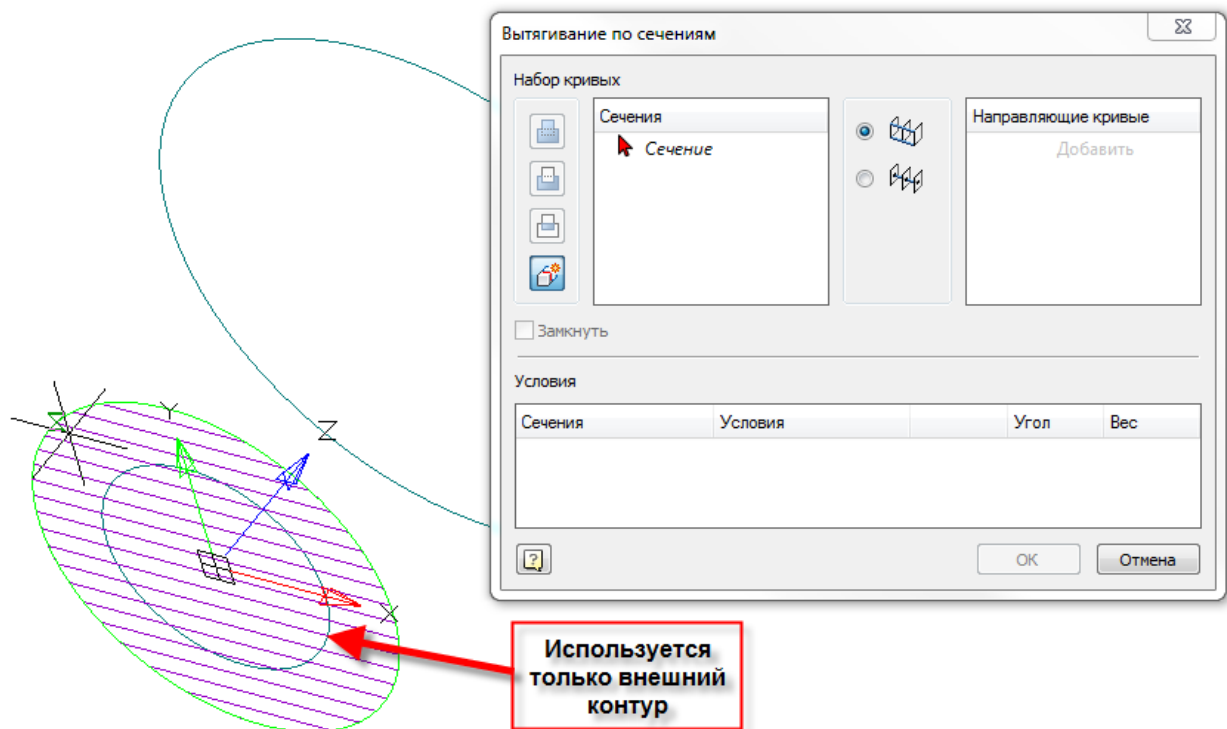 Вытягивание по сечениям
Набор кривых
Сечения
Направляющие кривые
Сечение
Добавить
Замкнуть
Условия
Сечения Условия Угол Вес
Z
Y
Z
X
? ОК Отмена
Используется
только внешний
контур